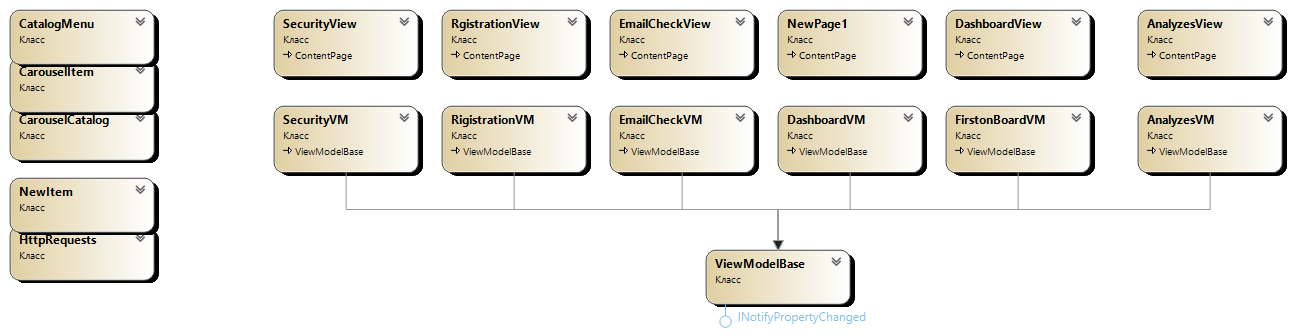 CatalogMenu
Класс
CarouselItem
Класс
CarouselCatalog
Класс
NewItem
Класс
HttpRequests
Класс
SecurityView
Класс
ContentPage
RgistrationView
Класс
ContentPage
EmailCheckView
Класс
ContentPage
NewPage1
Класс
ContentPage
DashboardView
Класс
ContentPage
AnalyzesView
Класс
ContentPage
SecurityVM
Класс
ViewModelBase
RigistrationVM
Класс
ViewModelBase
EmailCheckVM
Класс
ViewModelBase
DashboardVM
Класс
ViewModelBase
FirstonBoardVM
Класс
ViewModelBase
AnalyzesVM
Класс
ViewModelBase
ViewModelBase
Класс
INotifyPropertyChanged